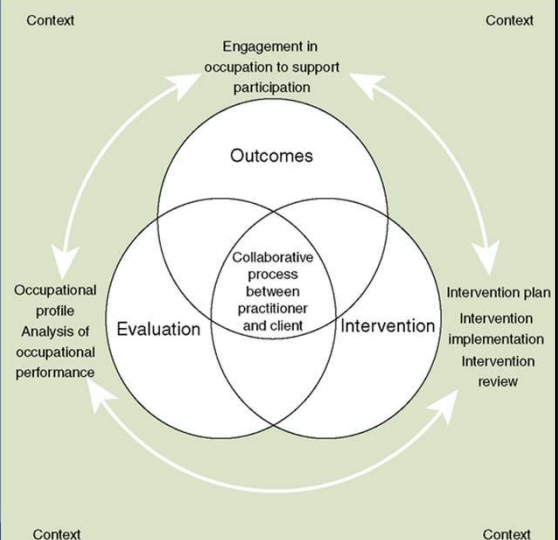 Context
Context
Engagement in
occupation to support
participation
Outcomes
Collaborative
process
between
practitioner
and client
Occupational
profile
Analysis of
occupational
performance
Evaluation
Intervention
Intervention plan
Intervention
implementation
Intervention
review
Context
Context